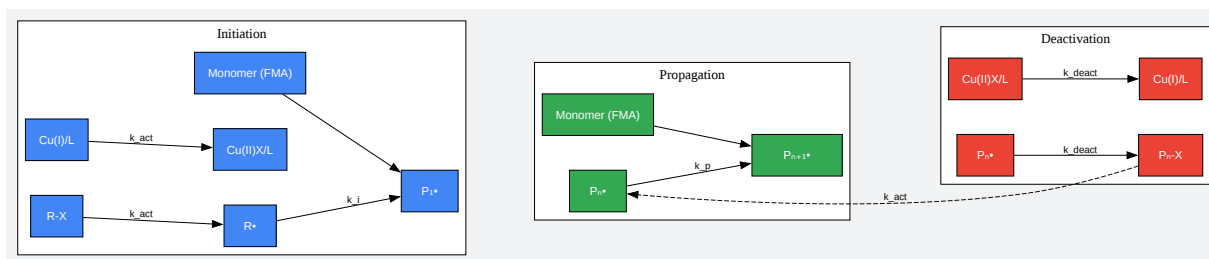 Initiation
Monomer (FMA)
Cu(I)/L
k_act
Cu(II)X/L
R-X
k_act
R•
k_i
P₁•
Propagation
Monomer (FMA)
Pₙ•
k_p
Pₙ₊₁•
Deactivation
Cu(II)X/L
k_deact
Cu(I)/L
Pₙ•
k_deact
Pₙ-X
k_act